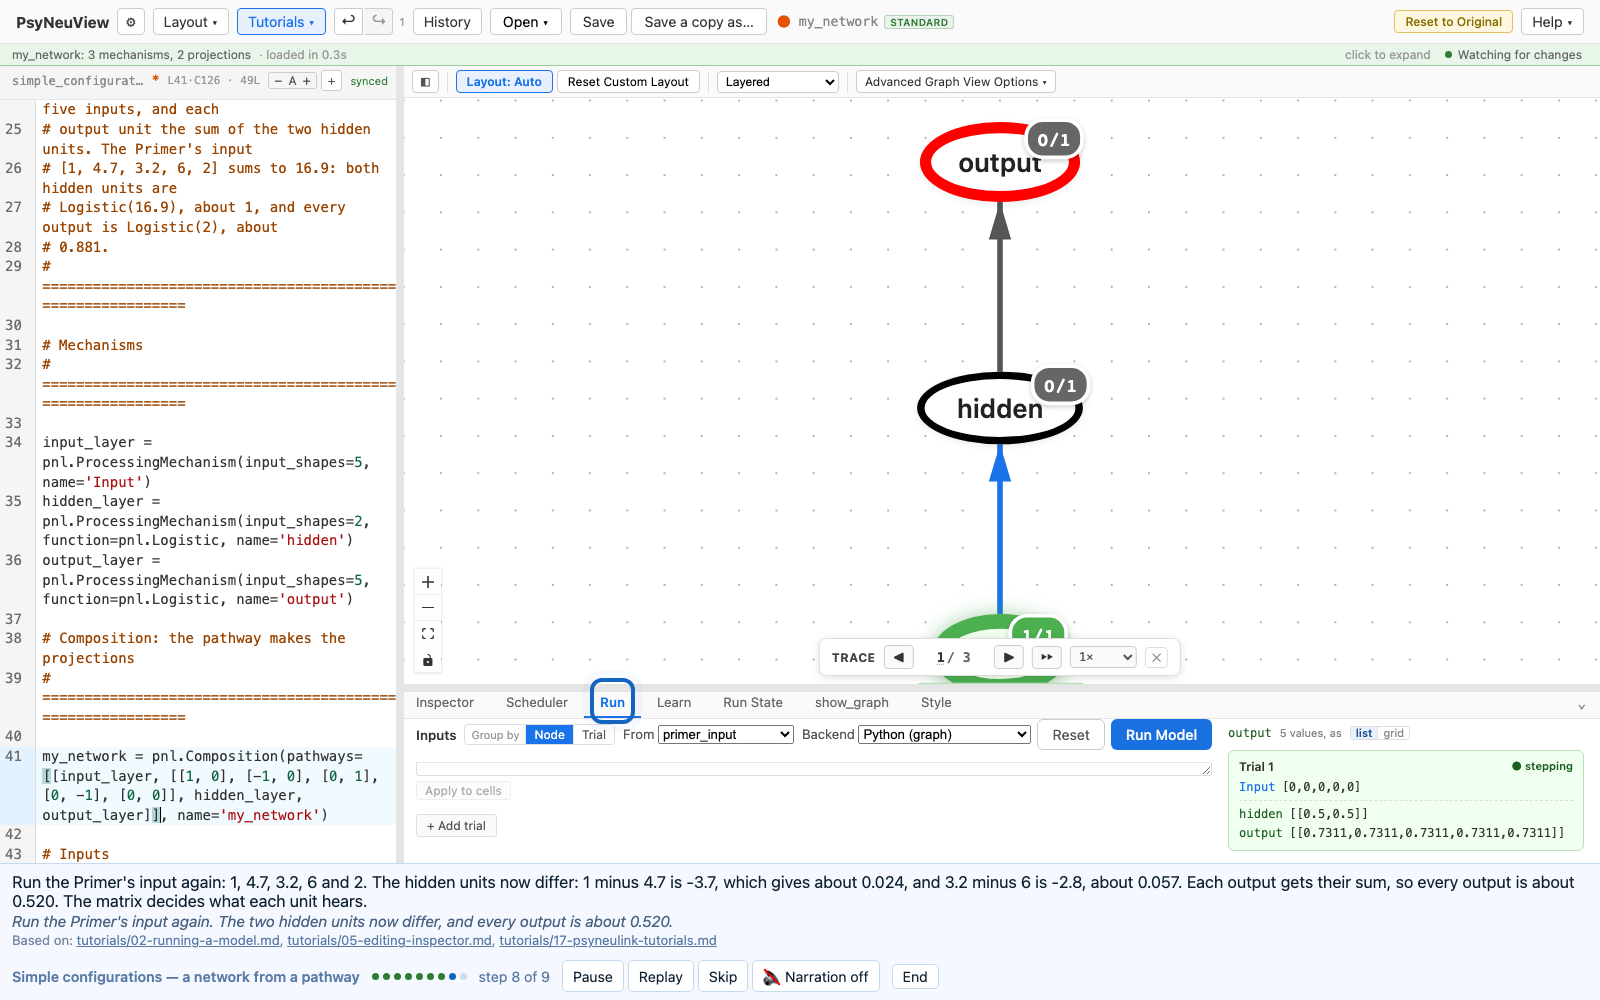 PsyNeuView ⚙ Layout ▾ Tutorials ▾ ↩ ↪ 1 History Open ▾ Save Save a copy as... my_network STANDARD Reset to Original Help ▾
my_network: 3 mechanisms, 2 projections · loaded in 0.3s click to expand Watching for changes
simple_configurat... * L41·C126 · 49L − A + + synced
Layout: Auto Reset Custom Layout Layered Advanced Graph View Options ▾
five inputs, and each
25 # output unit the sum of the two hidden
units. The Primer's input
26 # [1, 4.7, 3.2, 6, 2] sums to 16.9: both
hidden units are
27 # Logistic(16.9), about 1, and every
output is Logistic(2), about
28 # 0.881.
29 #
==========================================
=================
30
31 # Mechanisms
32 #
==========================================
=================
33
34 input_layer =
pnl.ProcessingMechanism(input_shapes=5,
name='Input')
35 hidden_layer =
pnl.ProcessingMechanism(input_shapes=2,
function=pnl.Logistic, name='hidden')
36 output_layer =
pnl.ProcessingMechanism(input_shapes=5,
function=pnl.Logistic, name='output')
37
38 # Composition: the pathway makes the
projections
39 #
==========================================
=================
40
41 my_network = pnl.Composition(pathways=
[[input_layer, [[1, 0], [-1, 0], [0, 1],
[0, -1], [0, 0]], hidden_layer,
output_layer]], name='my_network')
42
43 # Inputs
output 0/1
hidden 0/1
1/1
TRACE ◀ 1 / 3 ▶ ▸▸ 1× ×
Inspector Scheduler Run Learn Run State show_graph Style
Inputs Group by Node Trial From primer_input Backend Python (graph) Reset Run Model
Apply to cells
+ Add trial
output 5 values, as list grid
Trial 1 stepping
Input [0,0,0,0,0]
hidden [[0.5,0.5]]
output [[0.7311,0.7311,0.7311,0.7311,0.7311]]
Run the Primer's input again: 1, 4.7, 3.2, 6 and 2. The hidden units now differ: 1 minus 4.7 is -3.7, which gives about 0.024, and 3.2 minus 6 is -2.8, about 0.057. Each output gets their sum, so every output is about
0.520. The matrix decides what each unit hears.
Run the Primer's input again. The two hidden units now differ, and every output is about 0.520.
Based on: tutorials/02-running-a-model.md, tutorials/05-editing-inspector.md, tutorials/17-psyneulink-tutorials.md
Simple configurations — a network from a pathway step 8 of 9 Pause Replay Skip Narration off End